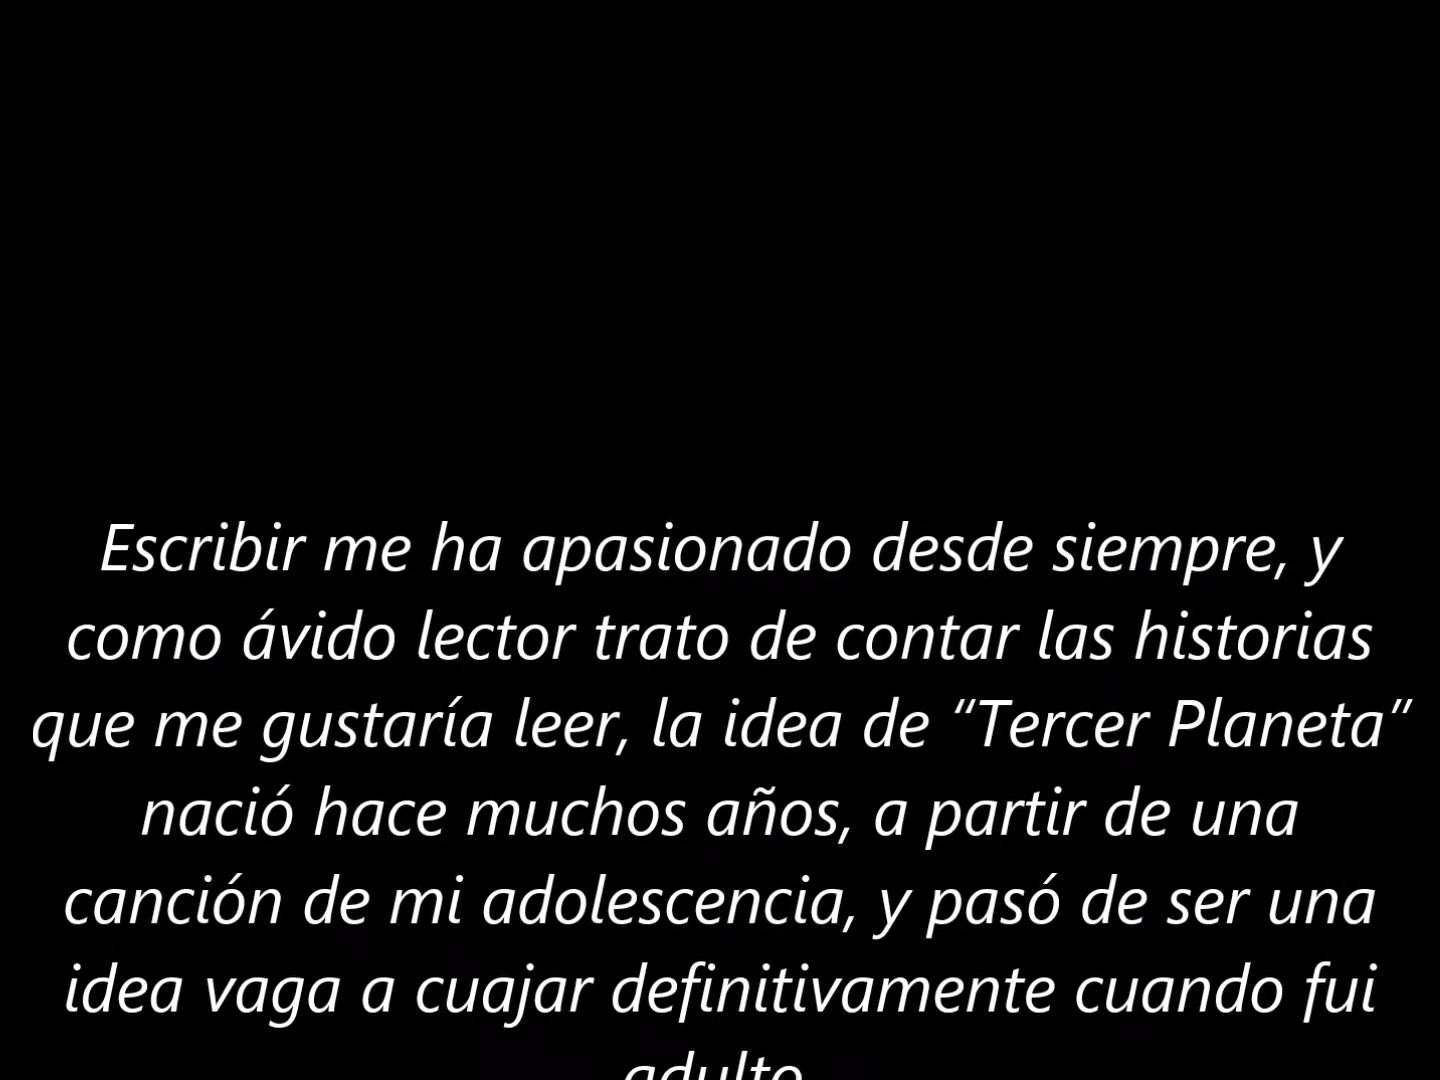 Escribir me ha apasionado desde siempre, y
como ávido lector trato de contar las historias
que me gustaría leer, la idea de “Tercer Planeta”
nació hace muchos años, a partir de una
canción de mi adolescencia, y pasó de ser una
idea vaga a cuajar definitivamente cuando fui
adulto